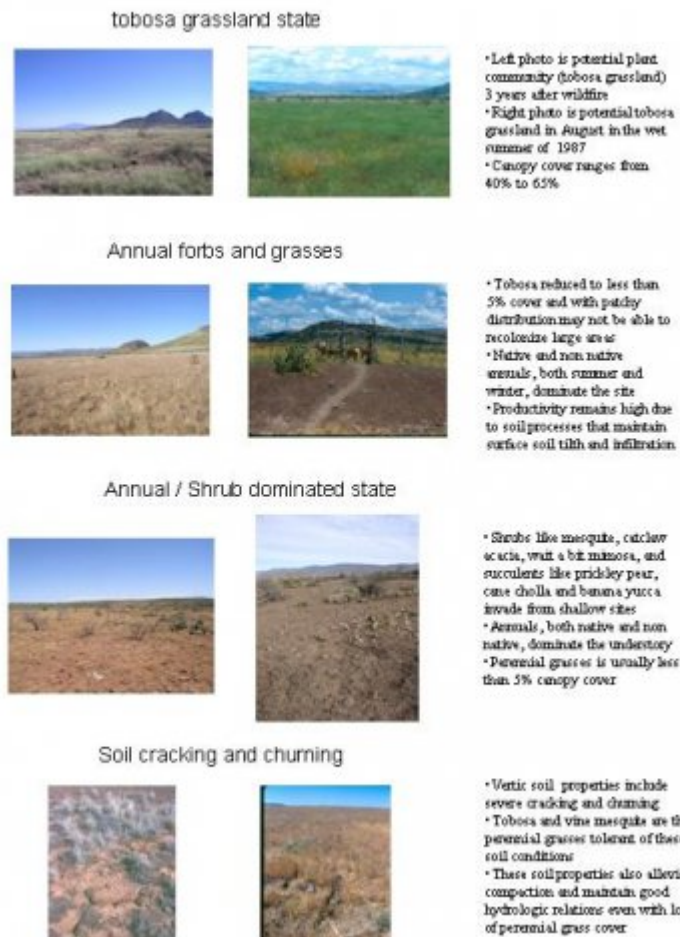 tobosa grassland state
• Left photo is potential plant
community (tobosa grassland)
3 years after wildfire
• Right photo is potential tobosa
grassland in August in the wet
summer of 1987
• Canopy cover ranges from
40% to 65%
Annual forbs and grasses
• Tobosa reduced to less than
5% cover and with patchy
distribution may not be able to
recolonize large areas
• Native and non native
annuals, both summer and
winter, dominate the site
• Productivity remains high due
to soil processes that maintain
surface soil tilth and infiltration
Annual / Shrub dominated state
• Shrubs like mesquite, catclaw
acacia, wait a bit mimosa, and
succulents like prickley pear,
cane cholla and banana yucca
invade from shallow sites
• Annuals, both native and non
native, dominate the understory
• Perennial grasses is usually less
than 5% canopy cover
Soil cracking and churning
• Vertic soil properties include
severe cracking and churning
• Tobosa and vine mesquite are th
perennial grasses tolerant of these
soil conditions
• These soil properties also allevi
compaction and maintain good
hydrologic relations even with lo
of perennial grass cover